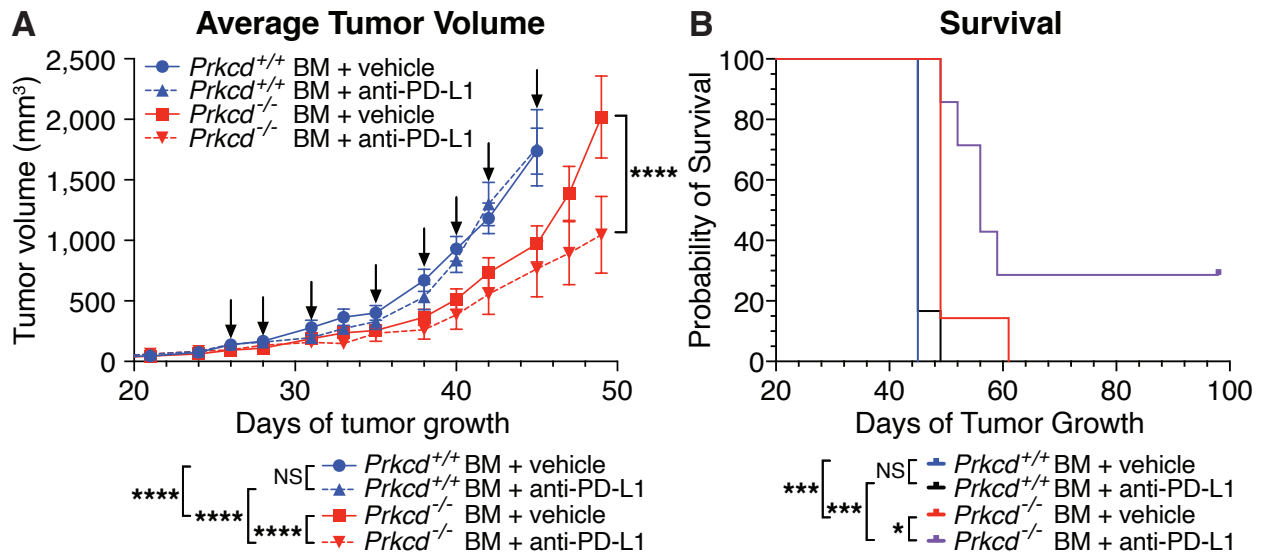 A Average Tumor Volume
Tumor volume (mm³)
2,500
2,000
1,500
1,000
500
0
Prkcd+/+ BM + vehicle
Prkcd+/+ BM + anti-PD-L1
Prkcd-/- BM + vehicle
Prkcd-/- BM + anti-PD-L1
****
20 30 40 50
Days of tumor growth
**** **** NS ****
Prkcd+/+ BM + vehicle
Prkcd+/+ BM + anti-PD-L1
Prkcd-/- BM + vehicle
Prkcd-/- BM + anti-PD-L1
B Survival
Probability of Survival
100
80
60
40
20
0
20 40 60 80 100
Days of Tumor Growth
*** *** NS *
Prkcd+/+ BM + vehicle
Prkcd+/+ BM + anti-PD-L1
Prkcd-/- BM + vehicle
Prkcd-/- BM + anti-PD-L1